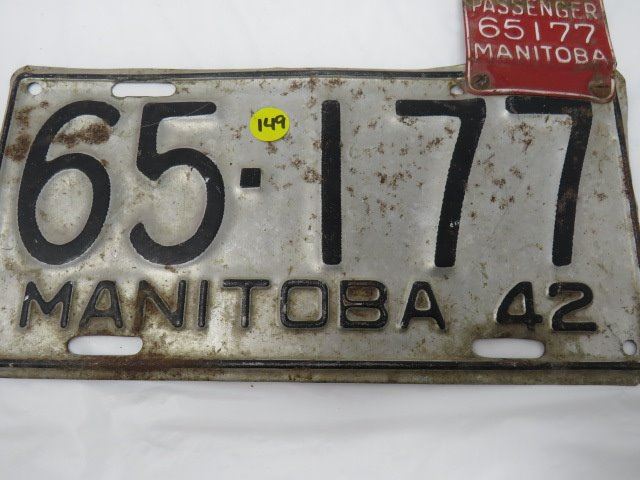 PASSENGER
65177
MANITOBA
65·177
149
MANITOBA 42